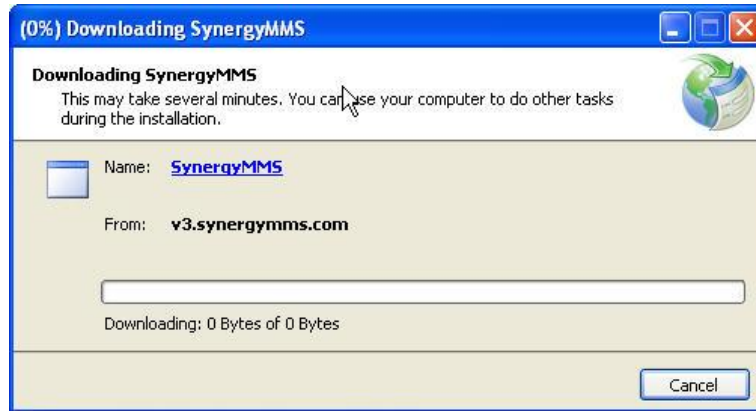 (0%) Downloading SynergyMMS
Downloading SynergyMMS
This may take several minutes. You can use your computer to do other tasks
during the installation.
Name: SynergyMMS
From: v3.synergymms.com
Downloading: 0 Bytes of 0 Bytes
Cancel